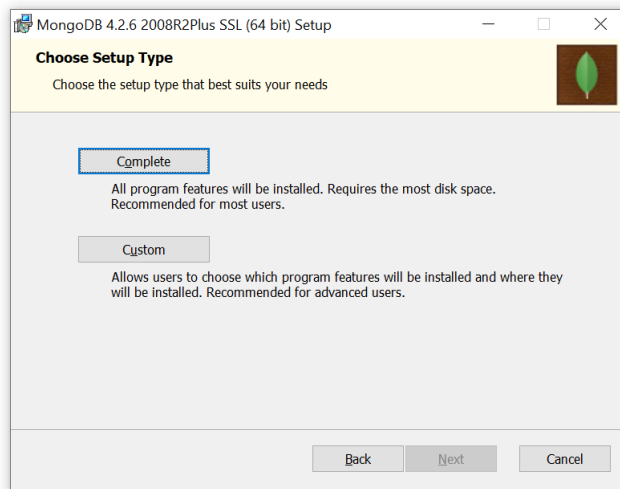 MongoDB 4.2.6 2008R2Plus SSL (64 bit) Setup
Choose Setup Type
Choose the setup type that best suits your needs
Complete
All program features will be installed. Requires the most disk space.
Recommended for most users.
Custom
Allows users to choose which program features will be installed and where they
will be installed. Recommended for advanced users.
Back Next Cancel